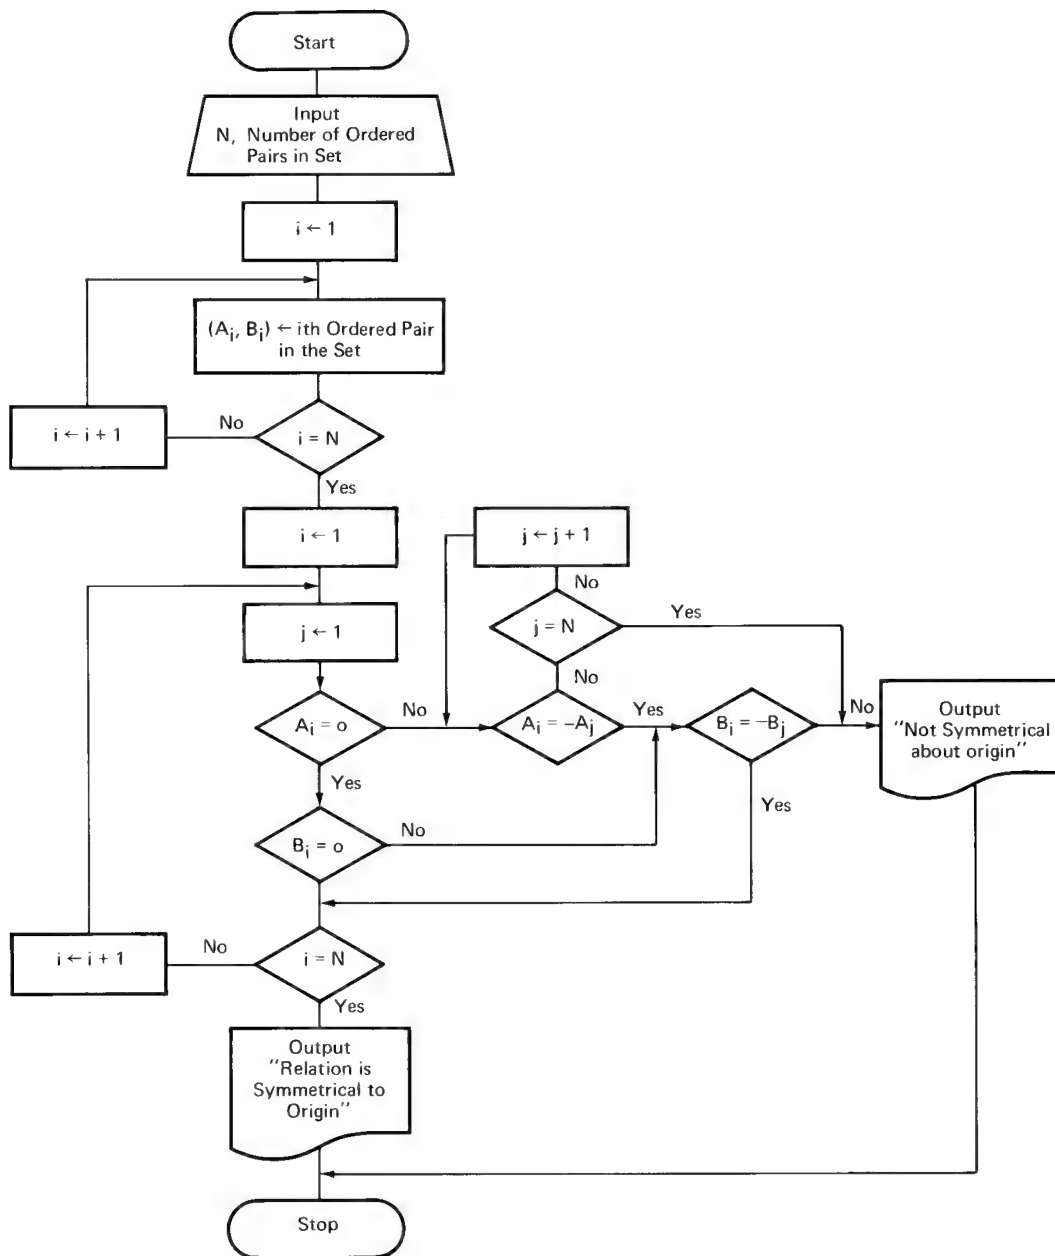 Start
Input
N, Number of Ordered
Pairs in Set
i ← 1
(Ai, Bi) ← ith Ordered Pair
in the Set
i ← i + 1
No
i = N
Yes
i ← 1
j ← j + 1
No
j ← 1
j = N
Yes
No
Ai = o
No
Ai = −Aj
Yes
Bi = −Bj
No
Output
"Not Symmetrical
about origin"
Yes
Yes
Bi = o
No
i ← i + 1
No
i = N
Yes
Output
"Relation is
Symmetrical to
Origin"
Stop